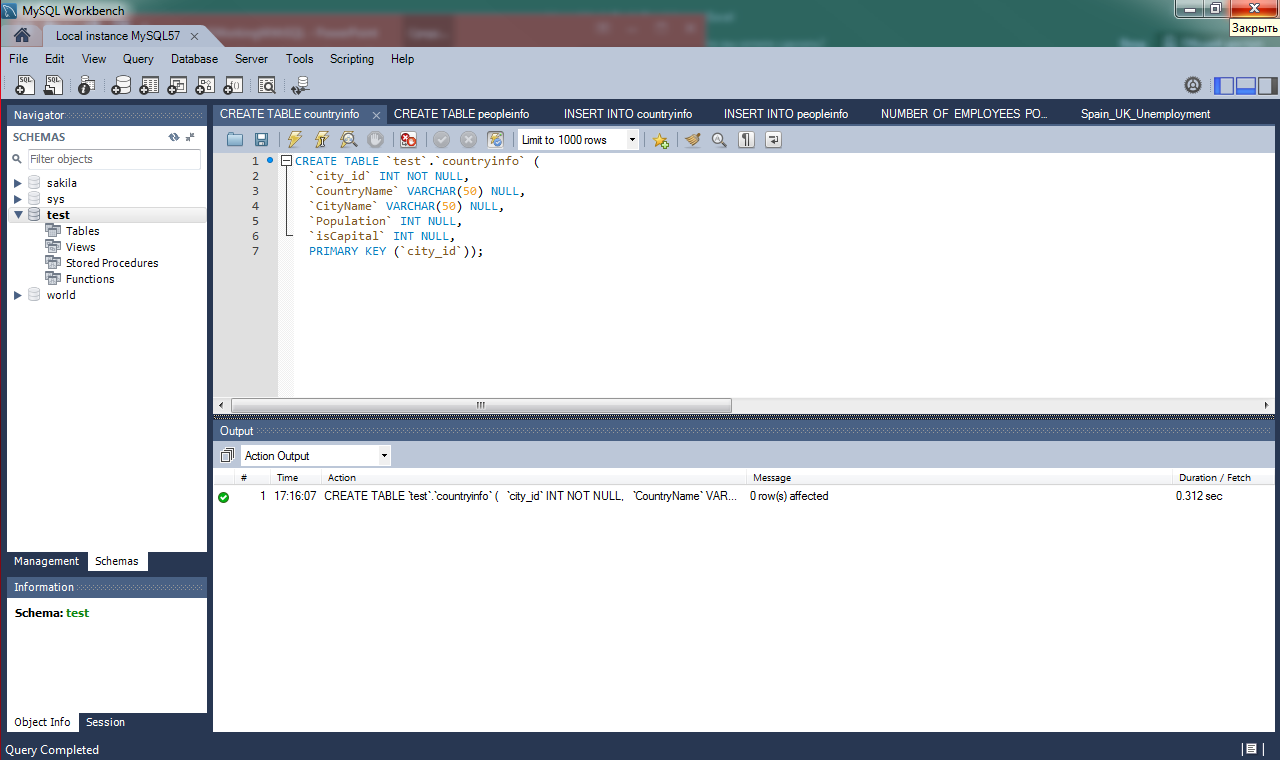 MySQL Workbench
Закрыть
Local instance MySQL57
File Edit View Query Database Server Tools Scripting Help
Navigator
SCHEMAS
Filter objects
sakila
sys
test
Tables
Views
Stored Procedures
Functions
world
Management Schemas
Information
Schema: test
Object Info Session
CREATE TABLE countryinfo CREATE TABLE peopleinfo INSERT INTO countryinfo INSERT INTO peopleinfo NUMBER OF EMPLOYEES PO... Spain_UK_Unemployment
Limit to 1000 rows
1 CREATE TABLE `test`.`countryinfo` (
2 `city_id` INT NOT NULL,
3 `CountryName` VARCHAR(50) NULL,
4 `CityName` VARCHAR(50) NULL,
5 `Population` INT NULL,
6 `isCapital` INT NULL,
7 PRIMARY KEY (`city_id`));
Output
Action Output
# Time Action Message Duration / Fetch
1 17:16:07 CREATE TABLE `test`.`countryinfo` ( `city_id` INT NOT NULL, `CountryName` VAR... 0 row(s) affected 0.312 sec
Query Completed